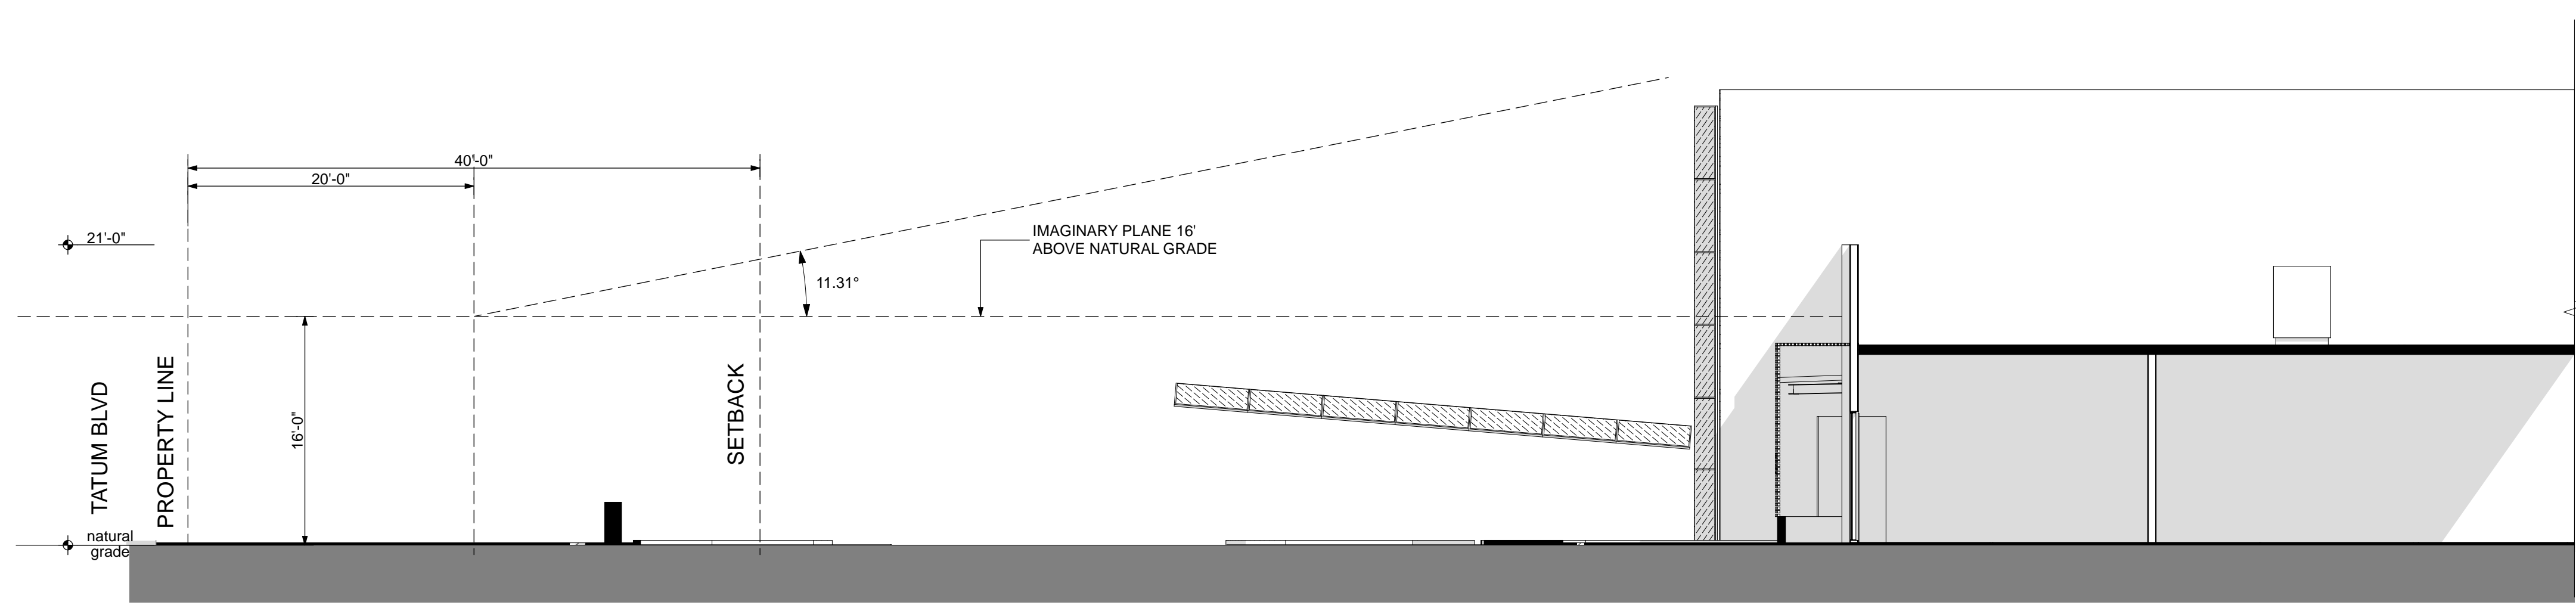 40'-0"
20'-0"
21'-0"
IMAGINARY PLANE 16'
ABOVE NATURAL GRADE
11.31°
16'-0"
TATUM BLVD
PROPERTY LINE
SETBACK
natural
grade